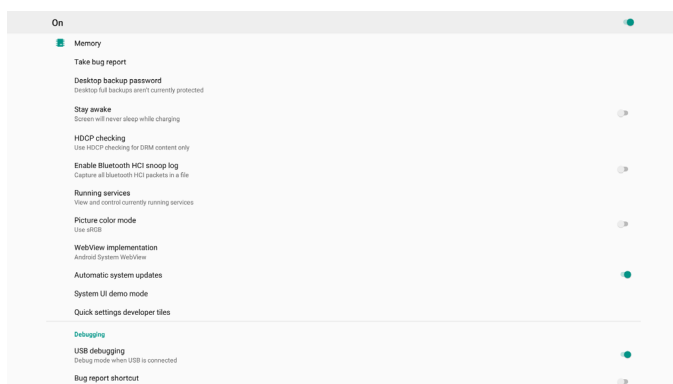 On
Memory
Take bug report
Desktop backup password
Desktop full backups aren't currently protected
Stay awake
Screen will never sleep while charging
HDCP checking
Use HDCP checking for DRM content only
Enable Bluetooth HCI snoop log
Capture all bluetooth HCI packets in a file
Running services
View and control currently running services
Picture color mode
Use sRGB
WebView implementation
Android System WebView
Automatic system updates
System UI demo mode
Quick settings developer tiles
Debugging
USB debugging
Debug mode when USB is connected
Bug report shortcut